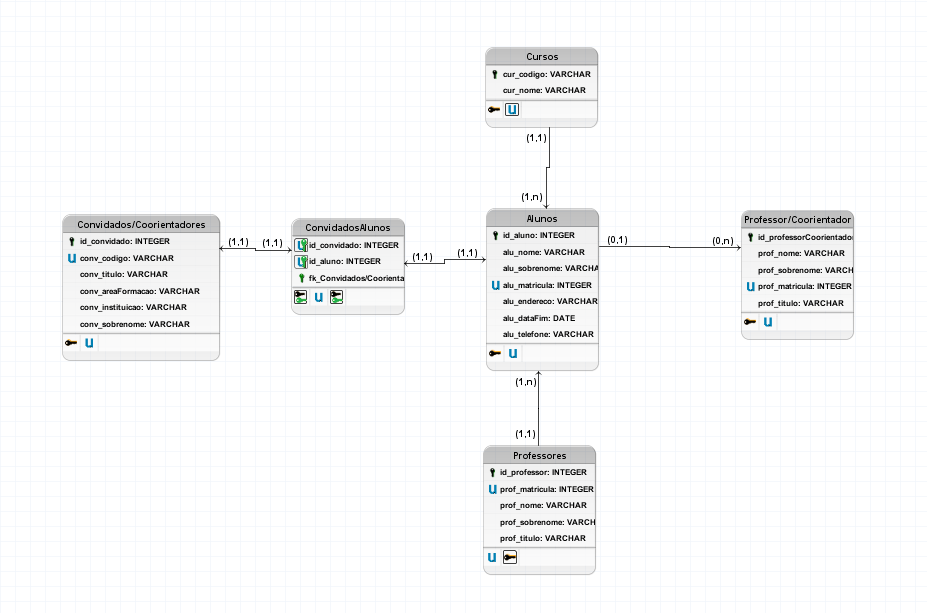 Cursos
cur_codigo: VARCHAR
cur_nome: VARCHAR
U
(1,1)
(1,n)
Convidados/Coorientadores
id_convidado: INTEGER
U conv_codigo: VARCHAR
conv_titulo: VARCHAR
conv_areaFormacao: VARCHAR
conv_instituicao: VARCHAR
conv_sobrenome: VARCHAR
U
(1,1)
(1,1)
ConvidadosAlunos
U id_convidado: INTEGER
U id_aluno: INTEGER
fk_Convidados/Coorienta
U
(1,1)
(1,1)
Alunos
id_aluno: INTEGER
alu_nome: VARCHAR
alu_sobrenome: VARCHA
U alu_matricula: INTEGER
alu_endereco: VARCHAR
alu_dataFim: DATE
alu_telefone: VARCHAR
U
(0,1)
(0,n)
Professor/Coorientador
id_professorCoorientador
prof_nome: VARCHAR
prof_sobrenome: VARCH
U prof_matricula: INTEGER
prof_titulo: VARCHAR
U
(1,n)
(1,1)
Professores
id_professor: INTEGER
U prof_matricula: INTEGER
prof_nome: VARCHAR
prof_sobrenome: VARCH
prof_titulo: VARCHAR
U